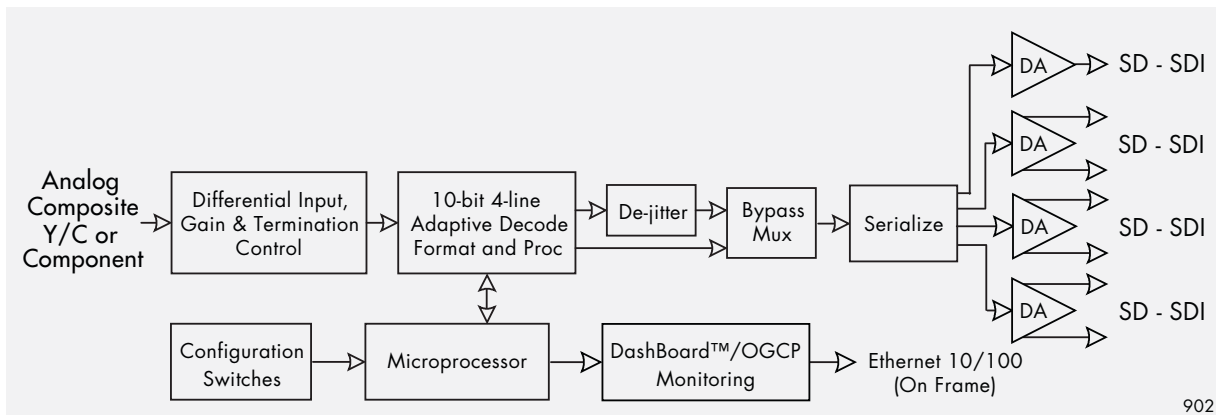 Analog
Composite
Y/C or
Component
Differential Input,
Gain & Termination
Control
10-bit 4-line
Adaptive Decode
Format and Proc
De-jitter
Bypass
Mux
Serialize
DA
SD - SDI
DA
SD - SDI
DA
SD - SDI
DA
SD - SDI
Configuration
Switches
Microprocessor
DashBoard™/OGCP
Monitoring
Ethernet 10/100
(On Frame)
902